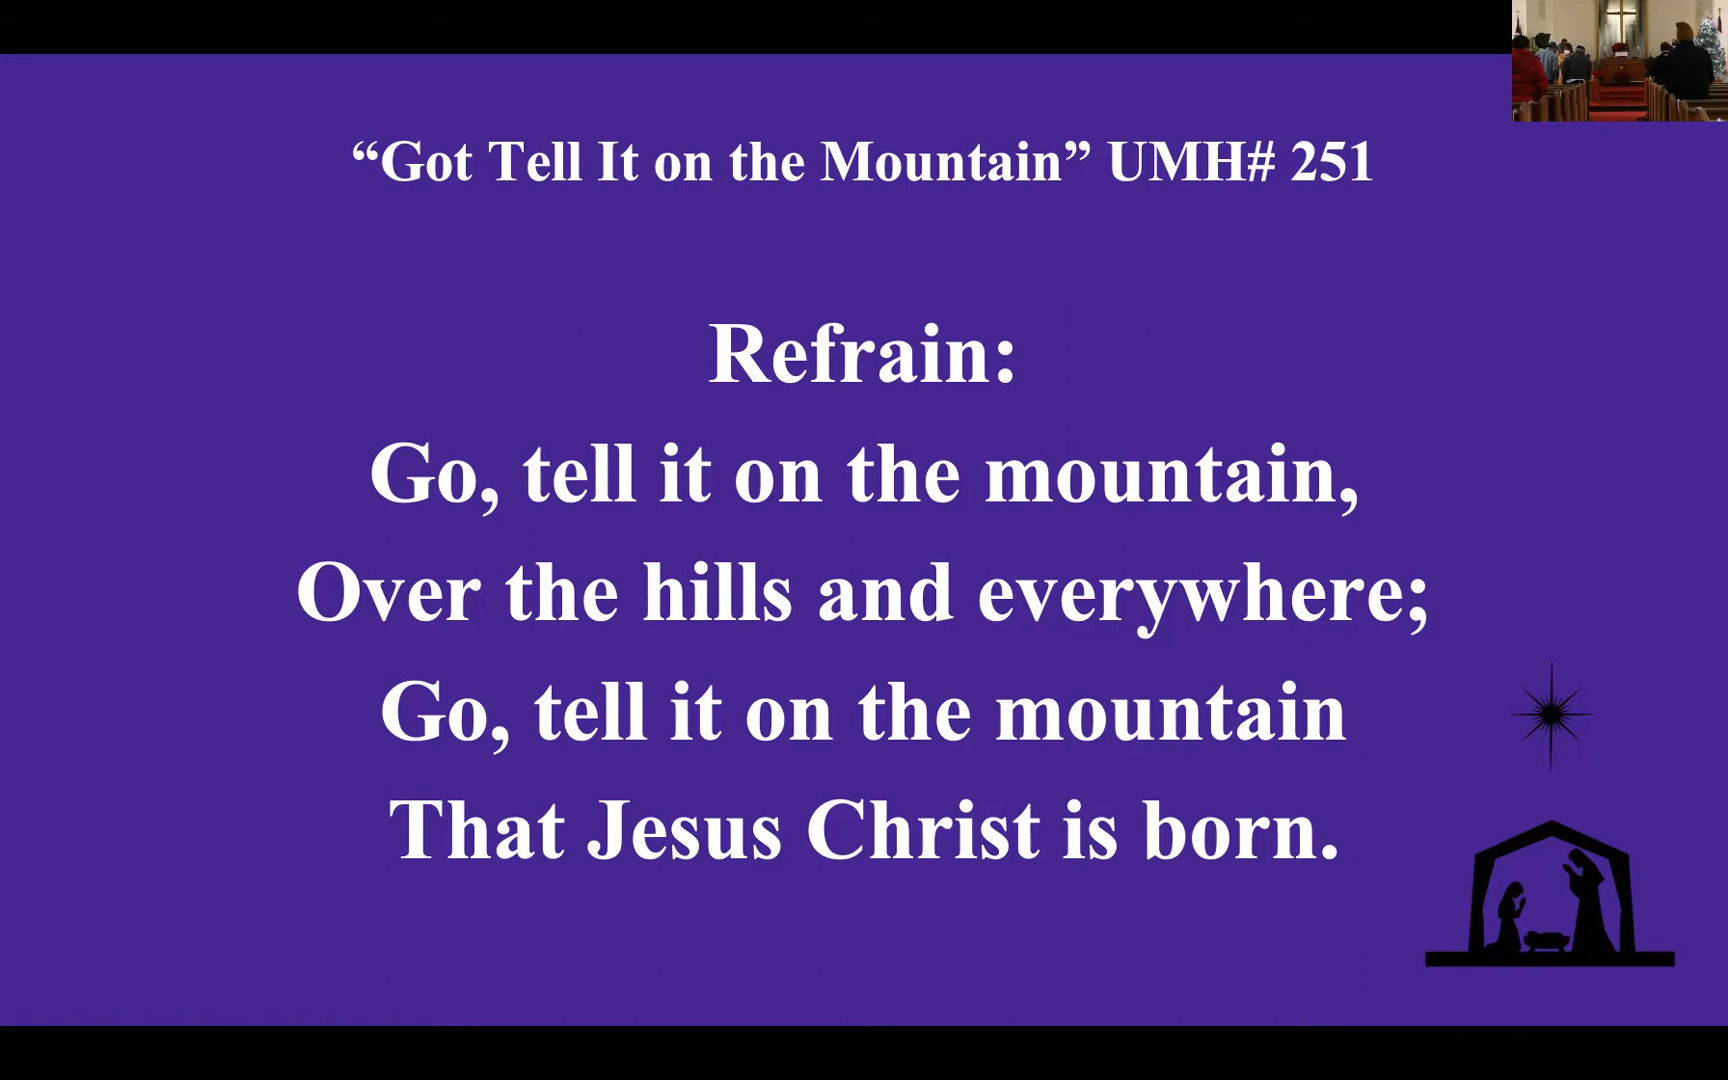 “Got Tell It on the Mountain” UMH# 251
Refrain:
Go, tell it on the mountain,
Over the hills and everywhere;
Go, tell it on the mountain
That Jesus Christ is born.